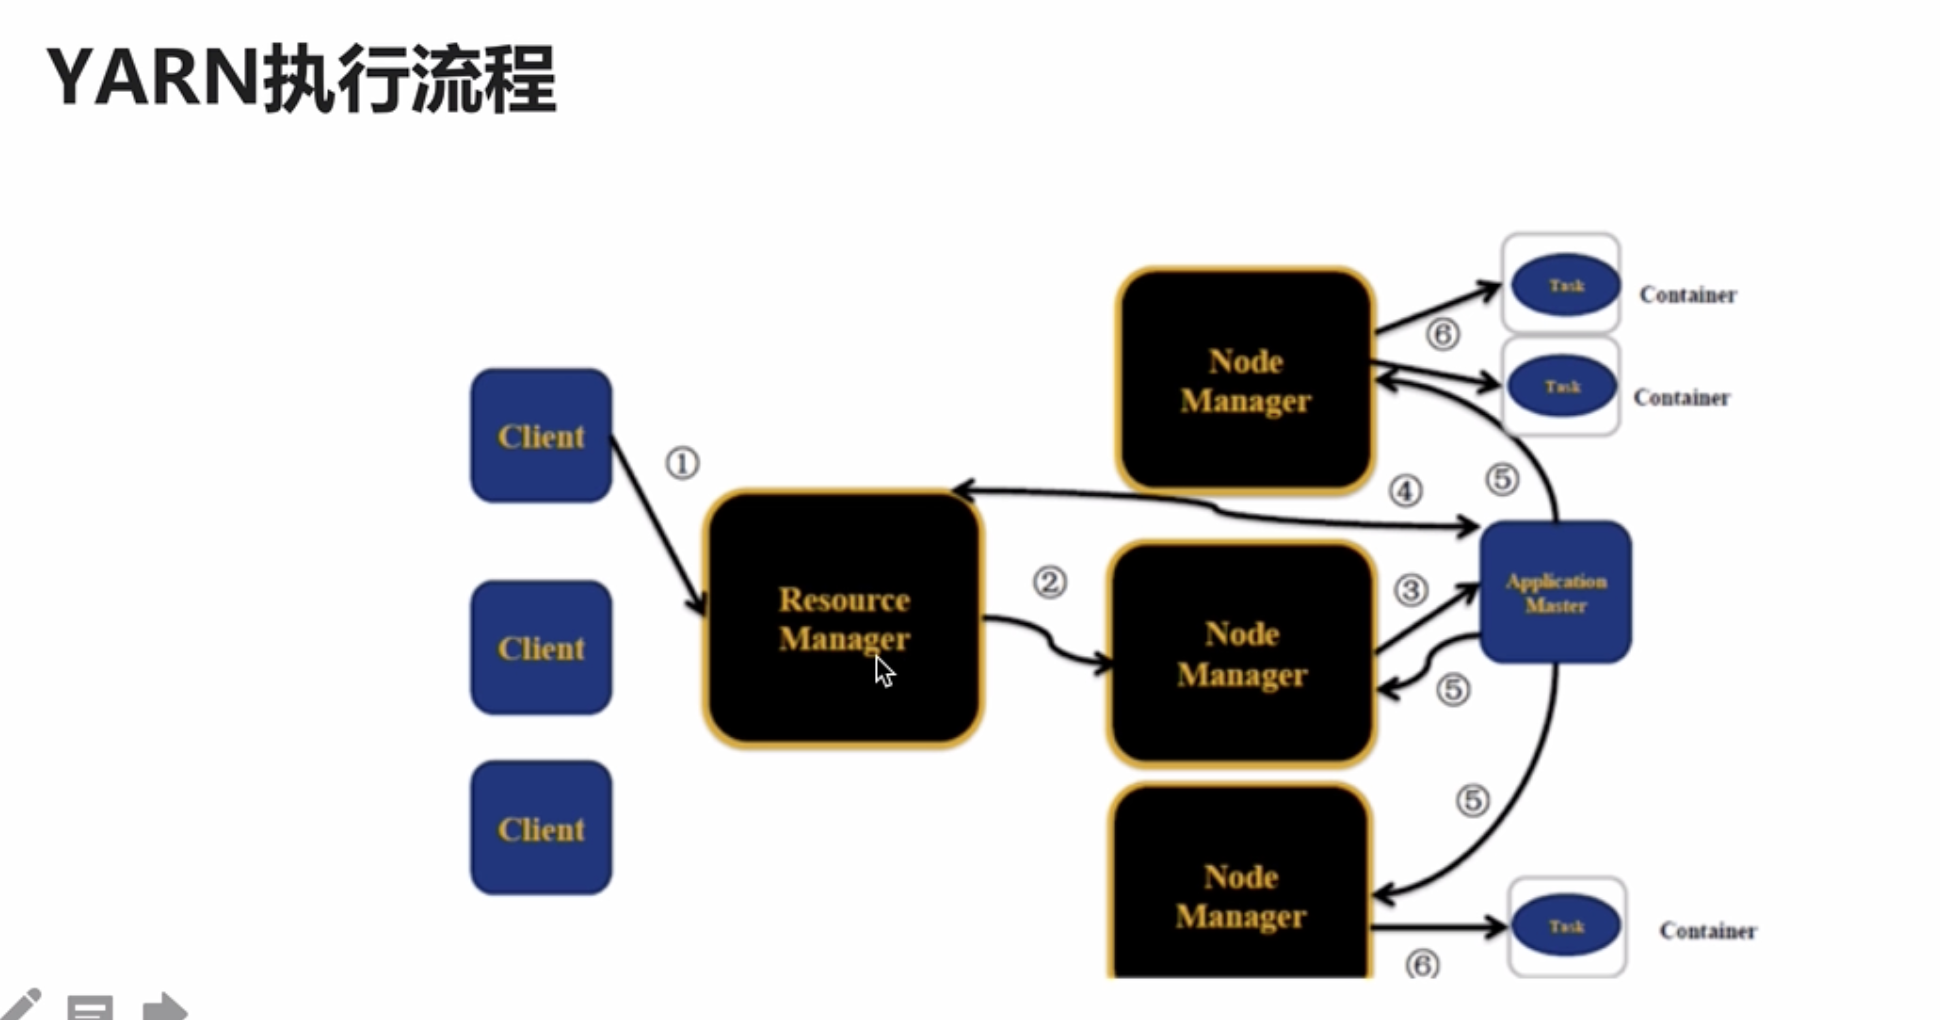 YARN执行流程
Client
①
Resource
Manager
②
Client
Client
Node
Manager
⑥
Task
Container
Task
Container
④
⑤
Node
Manager
③
Application
Master
⑤
⑤
Node
Manager
Task
Container
⑥